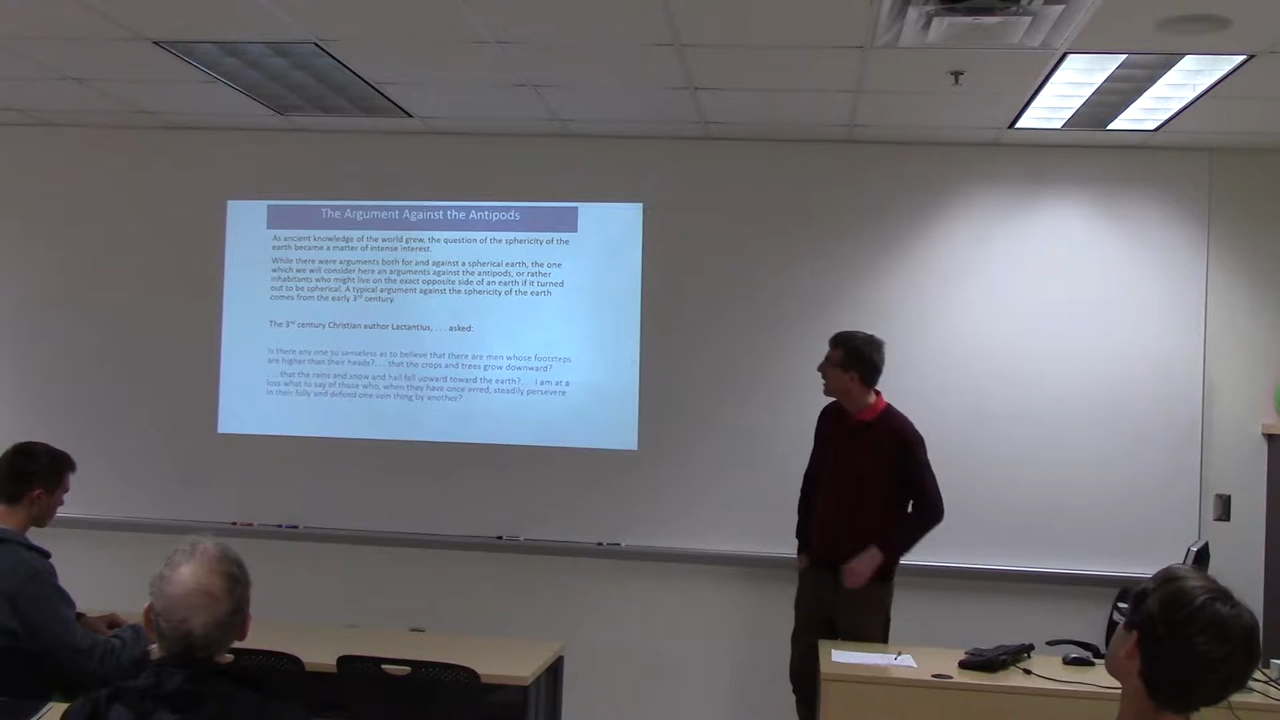 The Argument Against the Antipods
As ancient knowledge of the world grew, the question of the sphericity of the
earth became a matter of intense interest.
While there were arguments both for and against a spherical earth, the one
which we will consider here an arguments against the antipods, or rather
inhabitants who might live on the exact opposite side of an earth if it turned
out to be spherical. A typical argument against the sphericity of the earth
comes from the early 3rd century.
The 3rd century Christian author Lactantius, . . . asked:
Is there any one so senseless as to believe that there are men whose footsteps
are higher than their heads?. . . that the crops and trees grow downward?
. . . that the rains and snow and hail fall upward toward the earth?. . . I am at a
loss what to say of those who, when they have once erred, steadily persevere
in their folly and defend one vain thing by another?